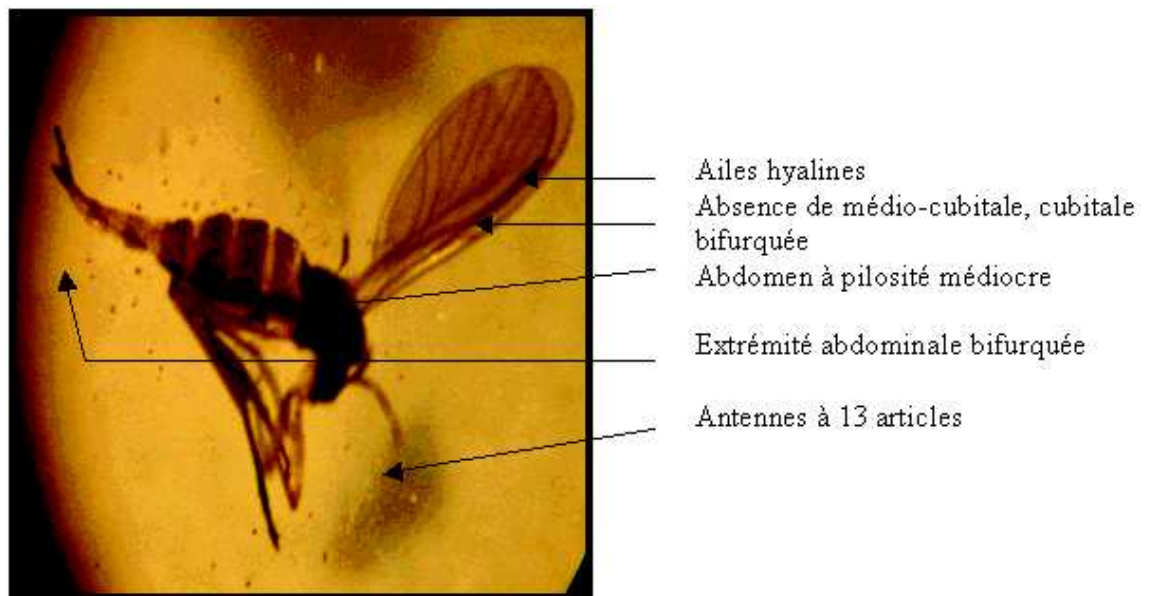 Ailes hyalines
Absence de médio-cubitale, cubitale
bifurquée
Abdomen à pilosité médiocre
Extrémité abdominale bifurquée
Antennes à 13 articles